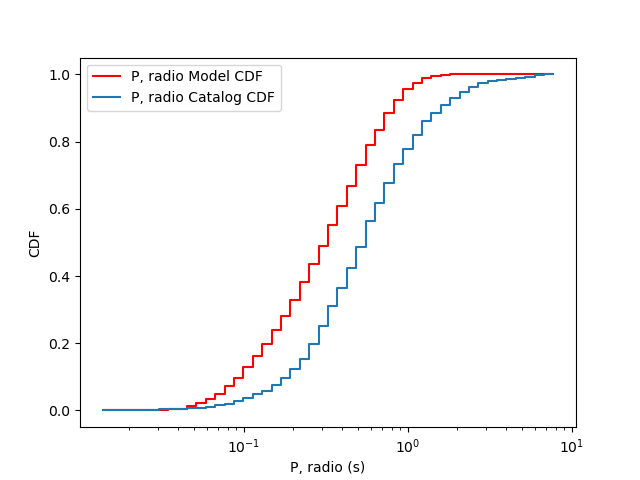 P, radio Model CDF
P, radio Catalog CDF
1.0
0.8
0.6
0.4
0.2
0.0
CDF
10⁻¹
10⁰
10¹
P, radio (s)